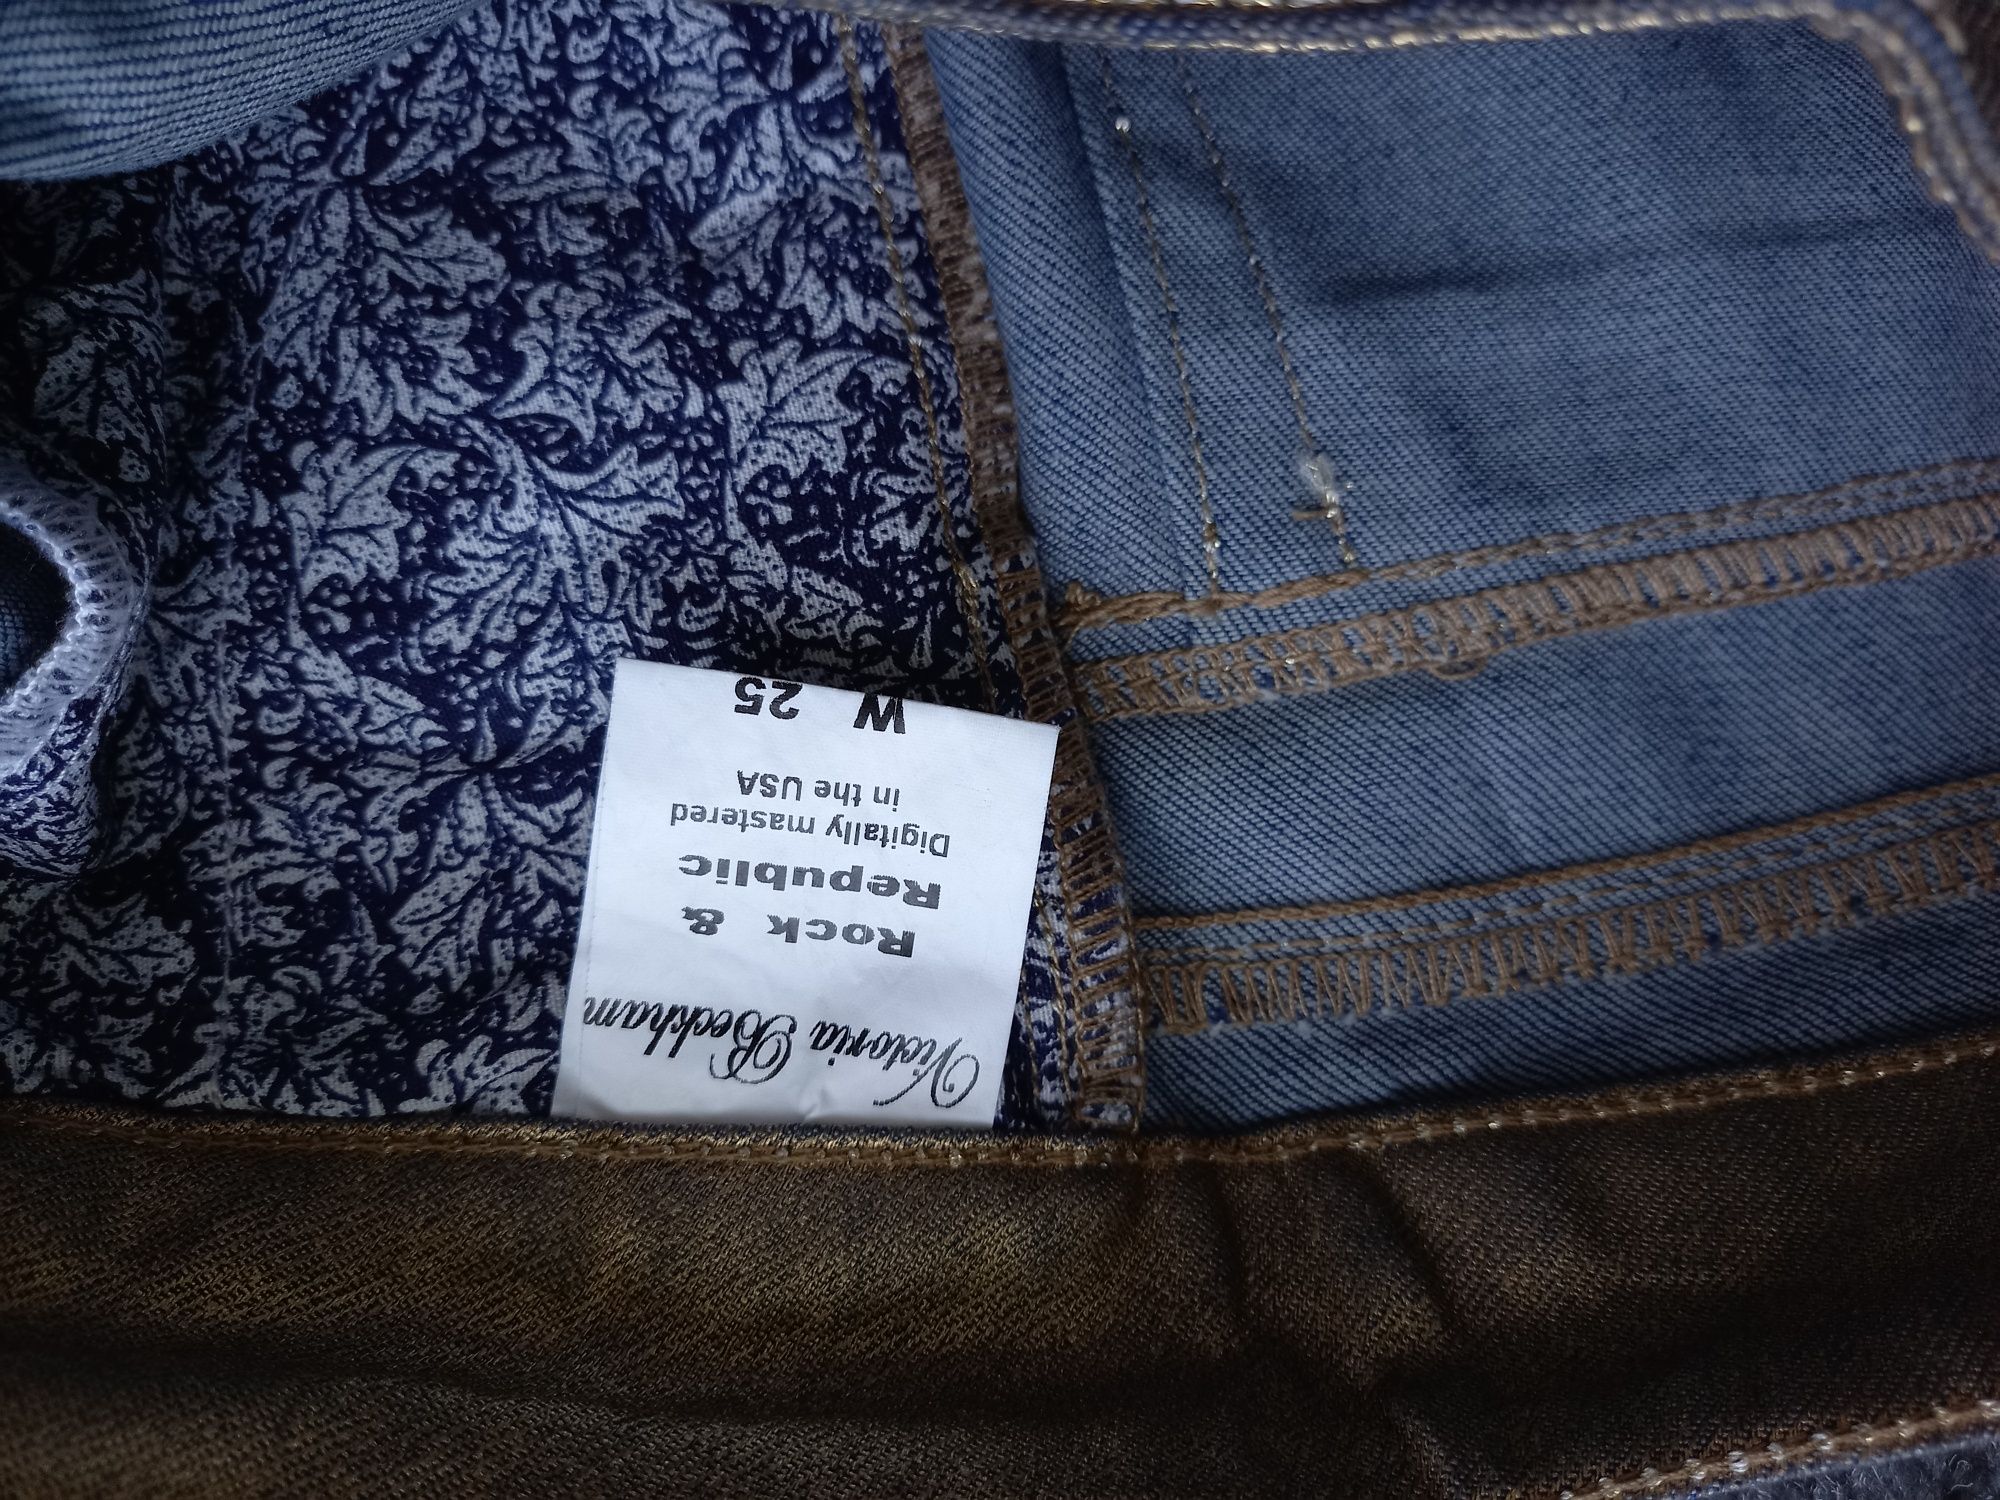 Victoria Beckham
Rock &
Republic
Digitally mastered
in the USA
W 25